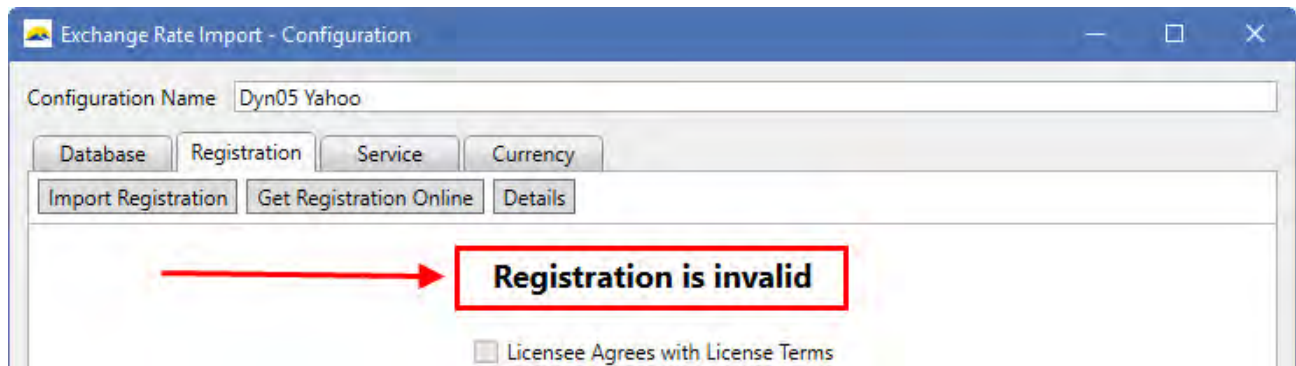 Exchange Rate Import - Configuration
Configuration Name Dyn05 Yahoo
Database Registration Service Currency
Import Registration Get Registration Online Details
Registration is invalid
Licensee Agrees with License Terms